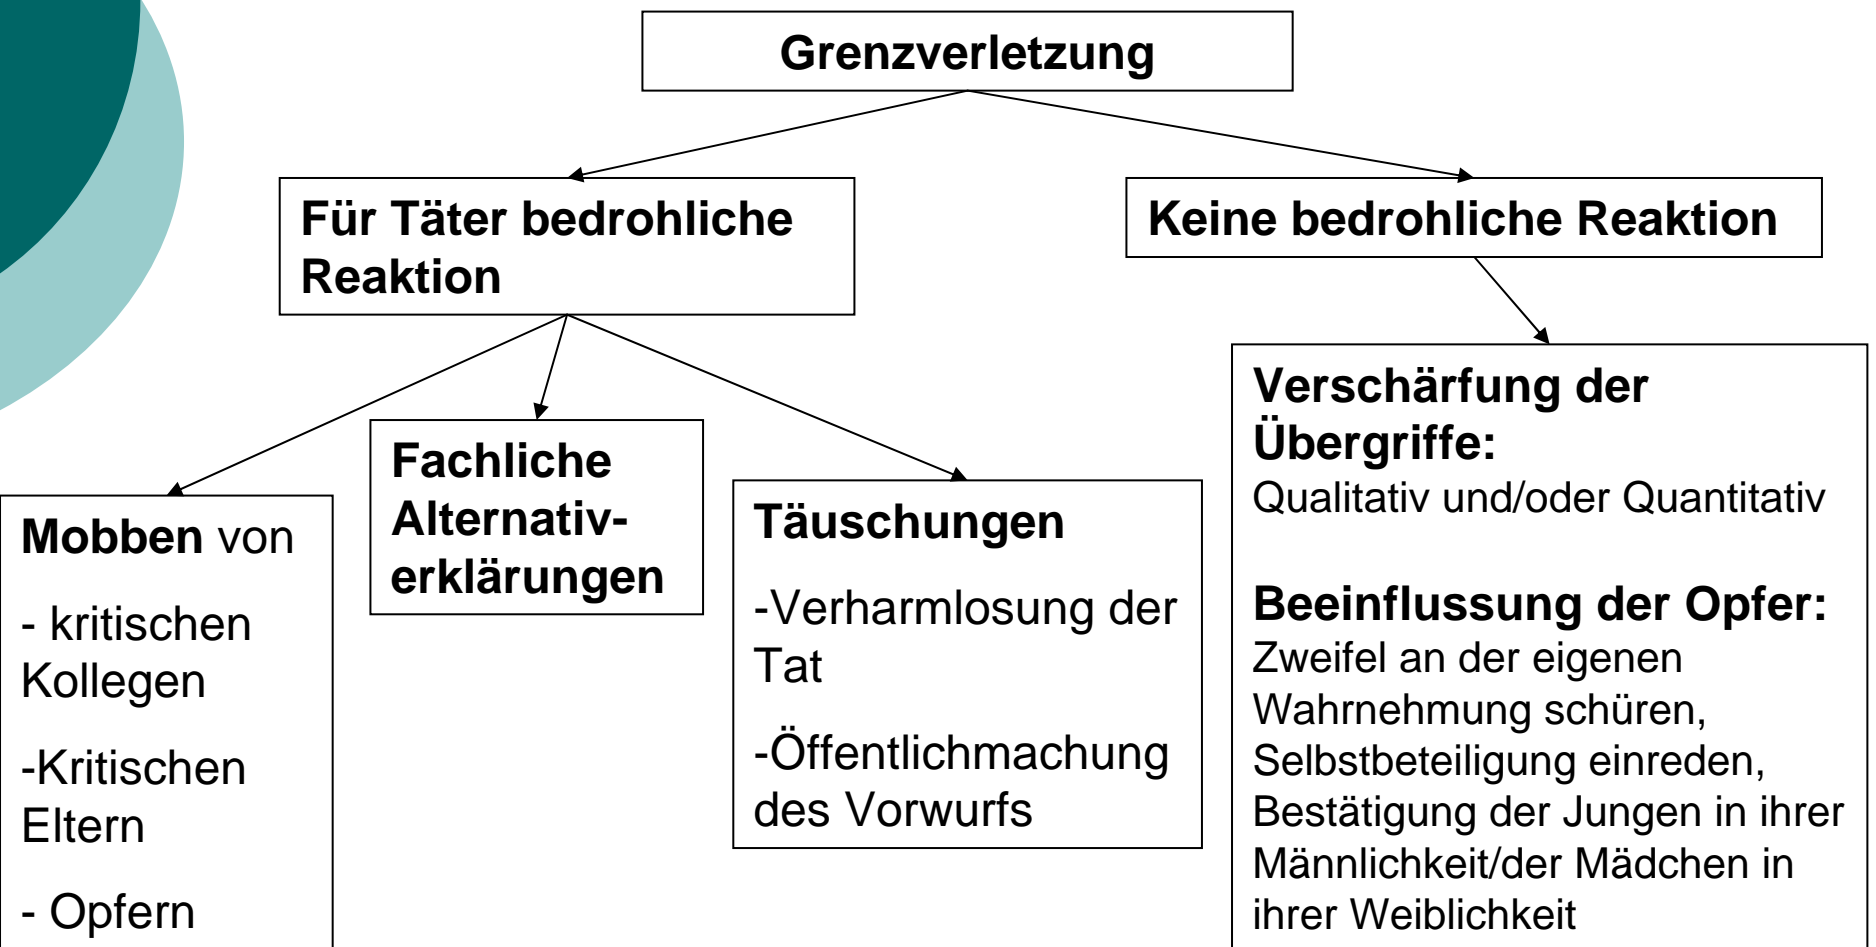 Grenzverletzung
Für Täter bedrohliche
Reaktion
Keine bedrohliche Reaktion
Mobben von
- kritischen
Kollegen
-Kritischen
Eltern
- Opfern
Fachliche
Alternativ-
erklärungen
Täuschungen
-Verharmlosung der
Tat
-Öffentlichmachung
des Vorwurfs
Verschärfung der
Übergriffe:
Qualitativ und/oder Quantitativ
Beeinflussung der Opfer:
Zweifel an der eigenen
Wahrnehmung schüren,
Selbstbeteiligung einreden,
Bestätigung der Jungen in ihrer
Männlichkeit/der Mädchen in
ihrer Weiblichkeit